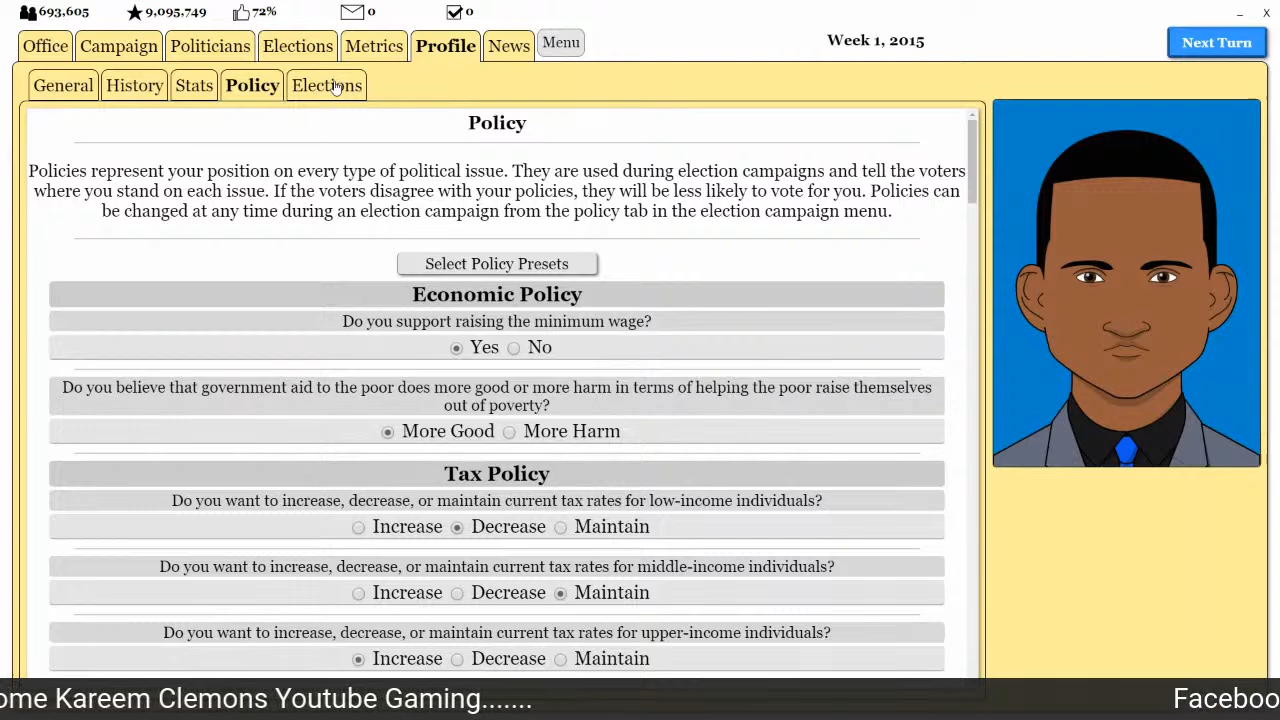 693,605 9,095,749 72% 0 0
_ X
Office Campaign Politicians Elections Metrics Profile News Menu
Week 1, 2015
Next Turn
General History Stats Policy Elections
Policy
Policies represent your position on every type of political issue. They are used during election campaigns and tell the voters
where you stand on each issue. If the voters disagree with your policies, they will be less likely to vote for you. Policies can
be changed at any time during an election campaign from the policy tab in the election campaign menu.
Select Policy Presets
Economic Policy
Do you support raising the minimum wage?
Yes No
Do you believe that government aid to the poor does more good or more harm in terms of helping the poor raise themselves
out of poverty?
More Good More Harm
Tax Policy
Do you want to increase, decrease, or maintain current tax rates for low-income individuals?
Increase Decrease Maintain
Do you want to increase, decrease, or maintain current tax rates for middle-income individuals?
Increase Decrease Maintain
Do you want to increase, decrease, or maintain current tax rates for upper-income individuals?
Increase Decrease Maintain
ome Kareem Clemons Youtube Gaming....... Faceboo